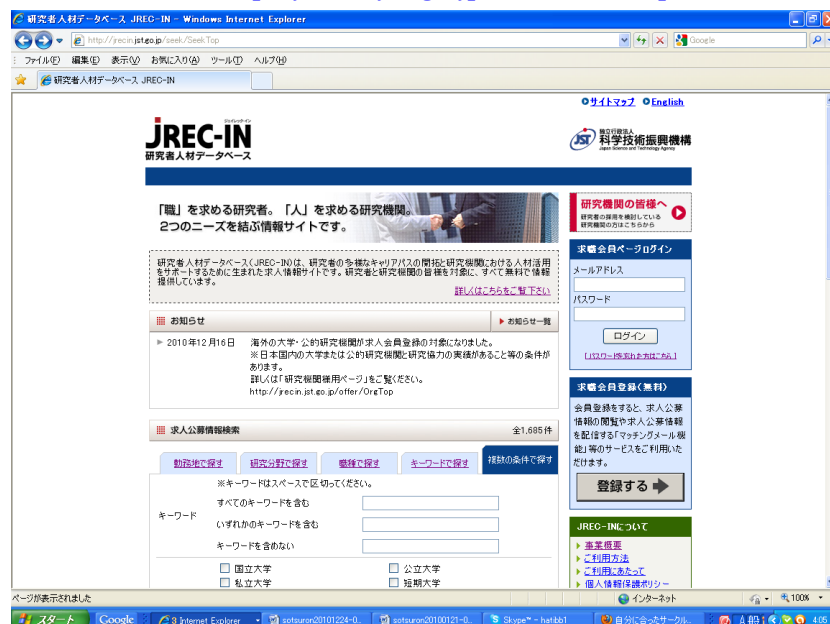 研究者人材データベース JREC-IN - Windows Internet Explorer
http://jrecin.jst.go.jp/seek/SeekTop
Google
ファイル(F) 編集(E) 表示(V) お気に入り(A) ツール(T) ヘルプ(H)
研究者人材データベース JREC-IN
サイトマップ English
JREC-IN
研究者人材データベース
JST
独立行政法人
科学技術振興機構
Japan Science and Technology Agency
「職」を求める研究者。「人」を求める研究機関。
2つのニーズを結ぶ情報サイトです。
研究者人材データベース(JREC-IN)は、研究者の多様なキャリアパスの開拓と研究機関における人材活用
をサポートするために生まれた求人情報サイトです。研究者と研究機関の皆様を対象に、すべて無料で情報
提供しています。
詳しくはこちらをご覧下さい
お知らせ
お知らせ一覧
2010年12月16日 海外の大学・公的研究機関が求人会員登録の対象になりました。
※日本国内の大学または公的研究機関と研究協力の実績があること等の条件が
あります。
詳しくは「研究機関様用ページ」をご覧ください。
http://jrecin.jst.go.jp/offer/OrgTop
求人公募情報検索
全1,685件
勤務地で探す 研究分野で探す 職種で探す キーワードで探す 複数の条件で探す
※キーワードはスペースで区切ってください。
キーワード
すべてのキーワードを含む
いずれかのキーワードを含む
キーワードを含めない
国立大学 公立大学
私立大学 短期大学
研究機関の皆様へ
研究者の採用を検討している
研究機関の方はこちらから
求職会員ページログイン
メールアドレス
パスワード
ログイン
[パスワードを忘れた方はこちら]
求職会員登録(無料)
会員登録をすると、求人公募
情報の閲覧や求人公募情報
を配信する「マッチングメール機
能」等のサービスをご利用いた
だけます。
登録する
JREC-INについて
事業概要
ご利用方法
ご利用にあたって
個人情報保護ポリシー
ページが表示されました
インターネット
100%
スタート
Google
3 Internet Explorer
sotsuron20101224-0...
sotsuron20100121-0...
Skype™ - hatibb1
自分に合ったサークル...
A 般
4:05